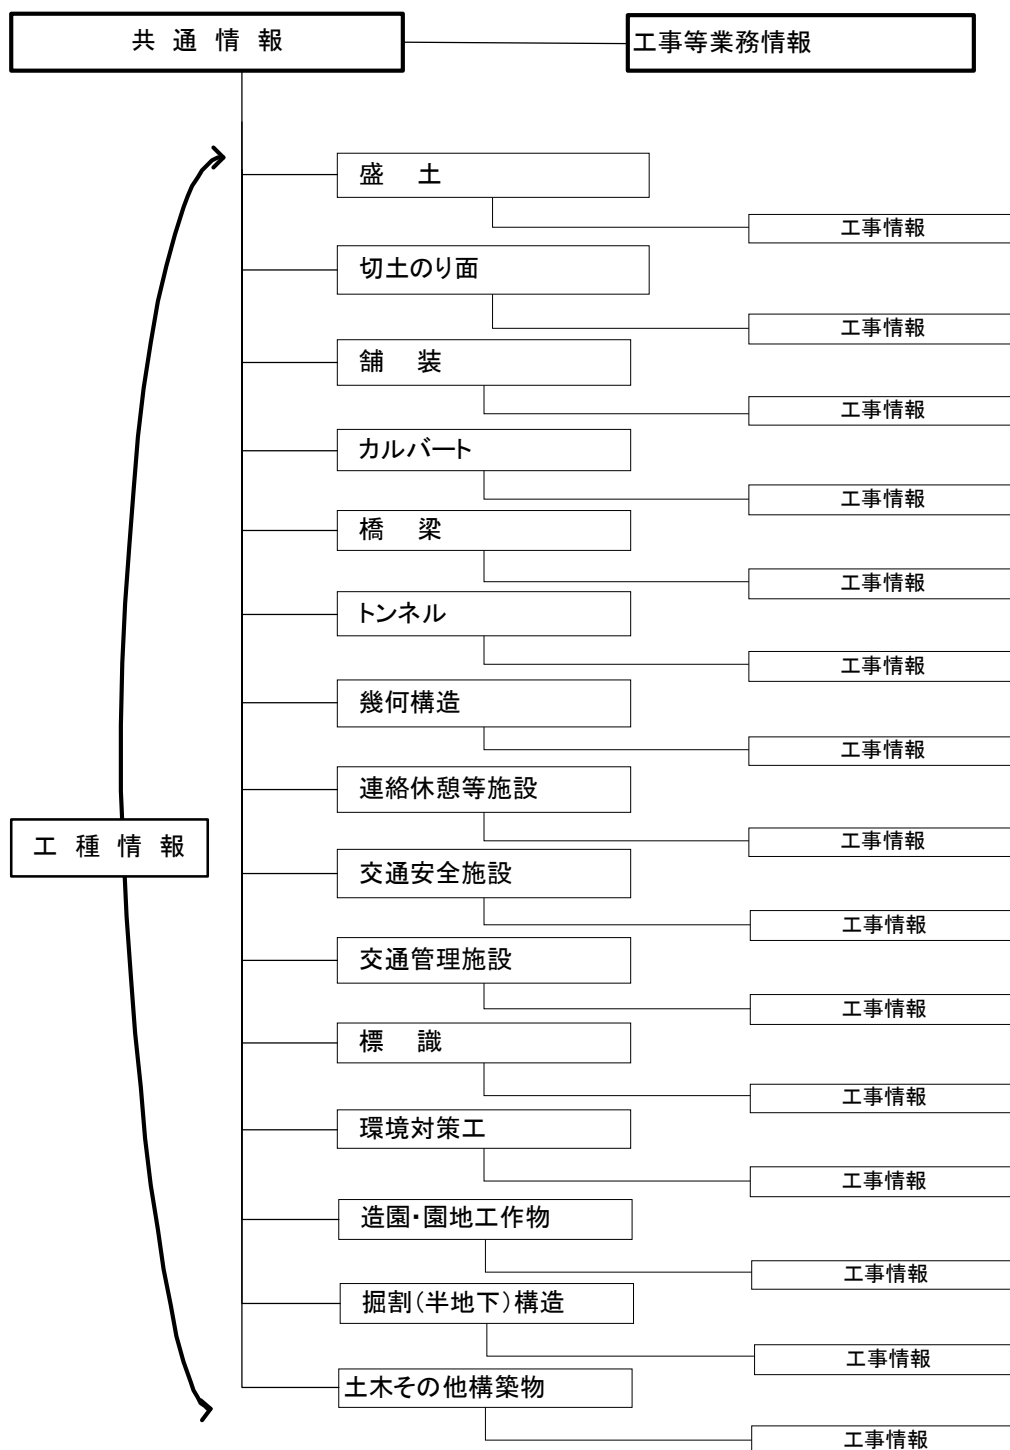 共 通 情 報
工事等業務情報
盛 土
工事情報
切土のり面
工事情報
舗 装
工事情報
カルバート
工事情報
橋 梁
工事情報
トンネル
工事情報
幾何構造
工事情報
連絡休憩等施設
工事情報
工 種 情 報
交通安全施設
工事情報
交通管理施設
工事情報
標 識
工事情報
環境対策工
工事情報
造園・園地工作物
工事情報
掘割(半地下)構造
工事情報
土木その他構築物
工事情報